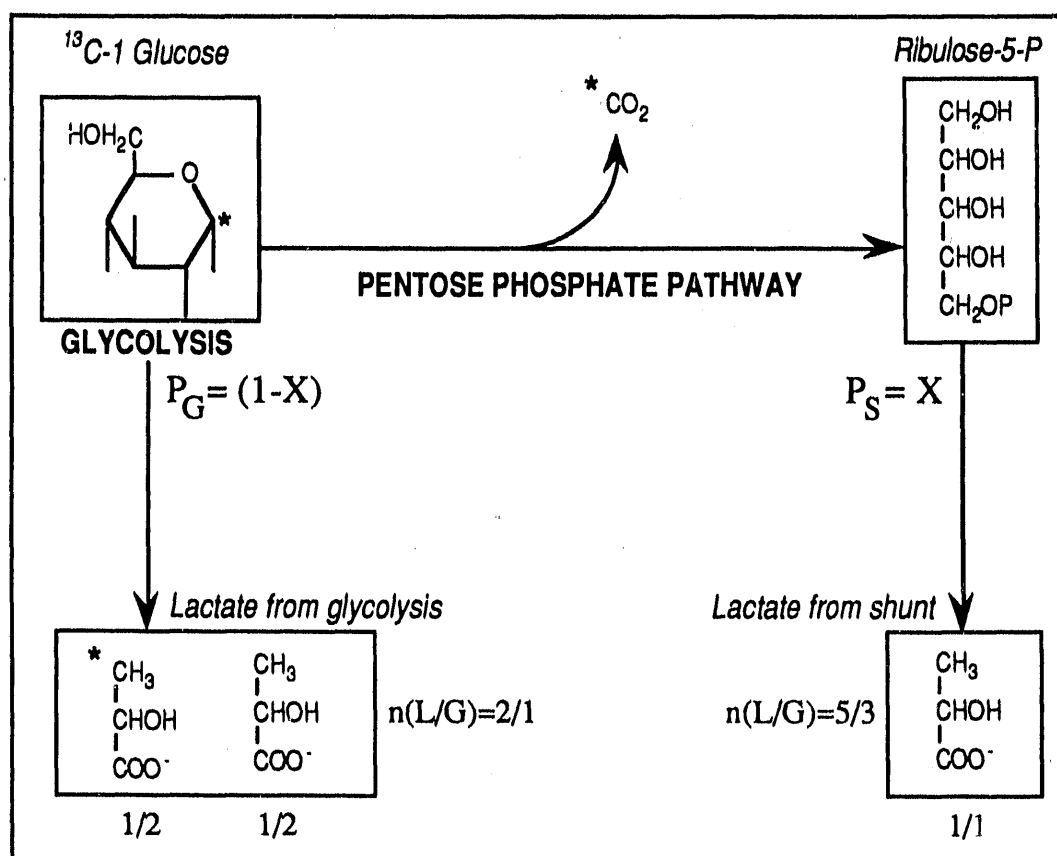 ¹³C-1 Glucose
Ribulose-5-P
HOH₂C
O
*
* CO₂
CH₂OH
CHOH
CHOH
CHOH
CH₂OP
PENTOSE PHOSPHATE PATHWAY
GLYCOLYSIS
P_G= (1-X)
P_S= X
Lactate from glycolysis
Lactate from shunt
* CH₃ CH₃
CHOH CHOH
COO⁻ COO⁻
n(L/G)=2/1
n(L/G)=5/3
CH₃
CHOH
COO⁻
1/2 1/2
1/1